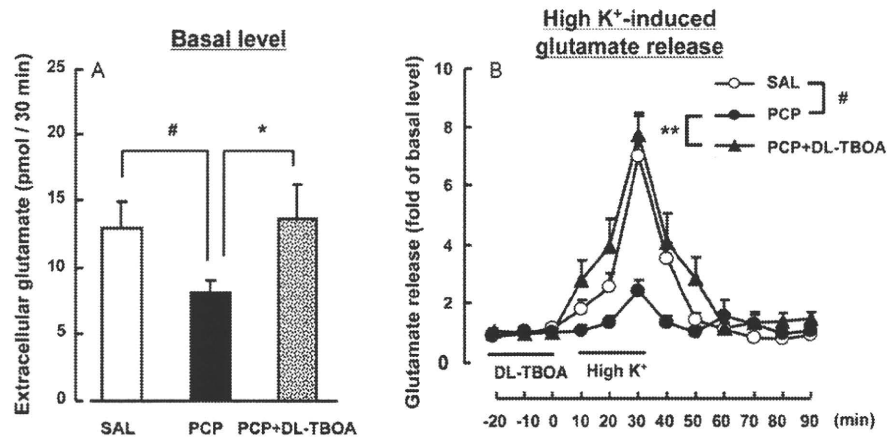 Basal level
A
Extracellular glutamate (pmol / 30 min)
25
20
15
10
5
0
#
*
SAL
PCP
PCP+DL-TBOA
High K⁺-induced
glutamate release
B
Glutamate release (fold of basal level)
10
8
6
4
2
0
SAL
PCP
PCP+DL-TBOA
#
**
DL-TBOA
High K⁺
-20 -10 0 10 20 30 40 50 60 70 80 90 (min)